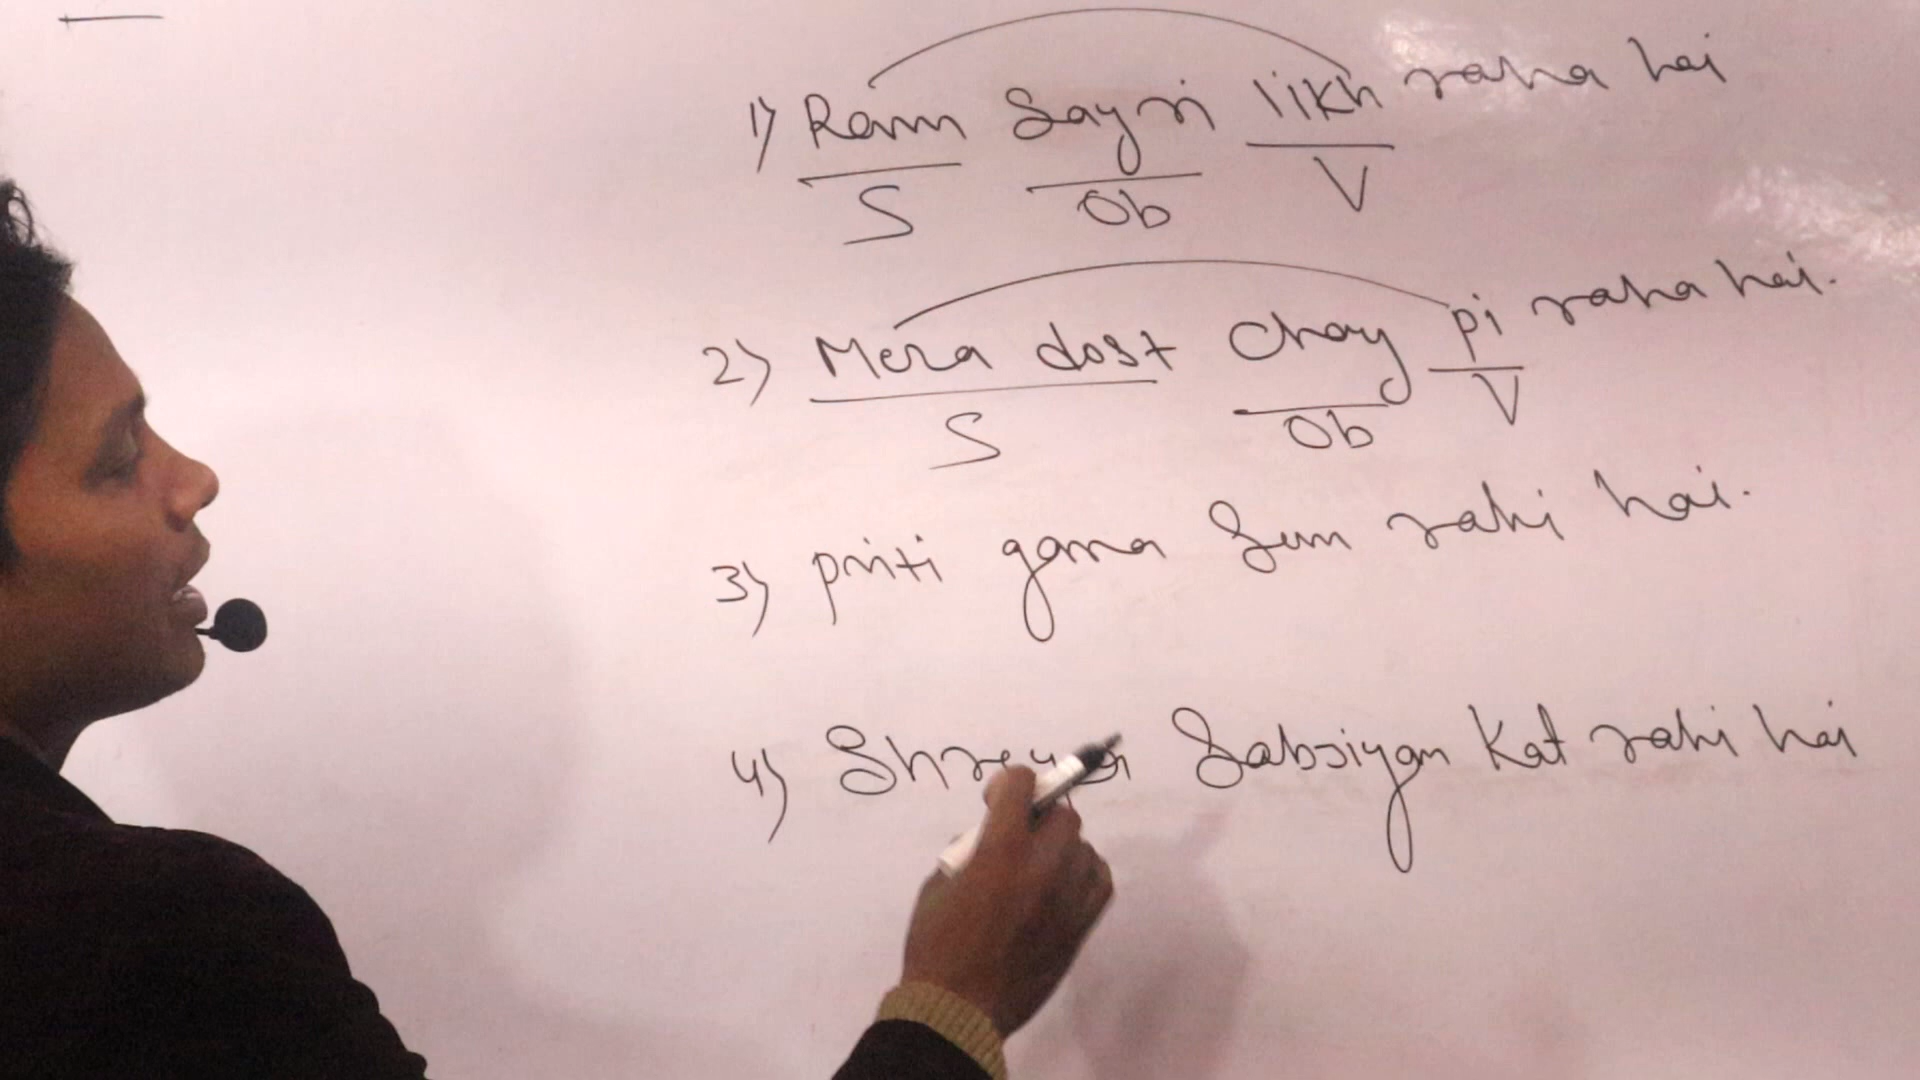 1) Ram Sayri likh raha hai
S Ob V
2) Mera dost Chay pi raha hai.
S Ob V
3) priti gana Sun rahi hai.
4) Shreya Sabjiyan Kat rahi hai